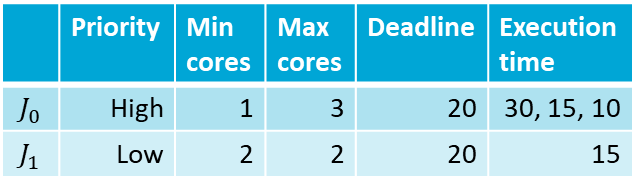 Priority Min cores Max cores Deadline Execution time
J₀ High 1 3 20 30, 15, 10
J₁ Low 2 2 20 15